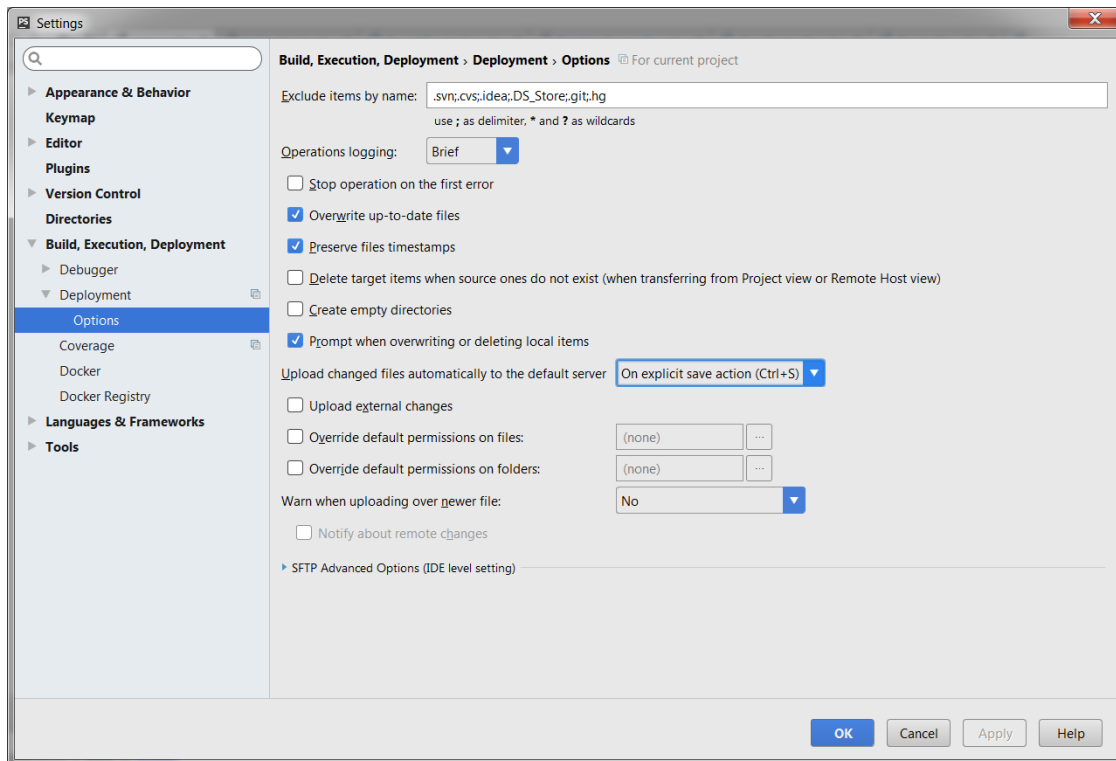 Settings
Appearance & Behavior
Keymap
Editor
Plugins
Version Control
Directories
Build, Execution, Deployment
Debugger
Deployment
Options
Coverage
Docker
Docker Registry
Languages & Frameworks
Tools
Build, Execution, Deployment › Deployment › Options For current project
Exclude items by name: .svn;.cvs;.idea;.DS_Store;.git;.hg
use ; as delimiter, * and ? as wildcards
Operations logging: Brief
Stop operation on the first error
Overwrite up-to-date files
Preserve files timestamps
Delete target items when source ones do not exist (when transferring from Project view or Remote Host view)
Create empty directories
Prompt when overwriting or deleting local items
Upload changed files automatically to the default server On explicit save action (Ctrl+S)
Upload external changes
Override default permissions on files: (none) ...
Override default permissions on folders: (none) ...
Warn when uploading over newer file: No
Notify about remote changes
SFTP Advanced Options (IDE level setting)
OK Cancel Apply Help